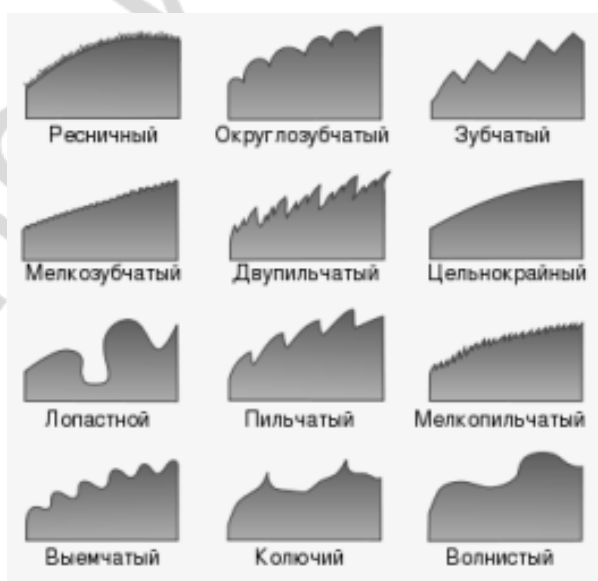 Ресничный Округлозубчатый Зубчатый
Мелкозубчатый Двупильчатый Цельнокрайный
Лопастной Пильчатый Мелкопильчатый
Выемчатый Колючий Волнистый